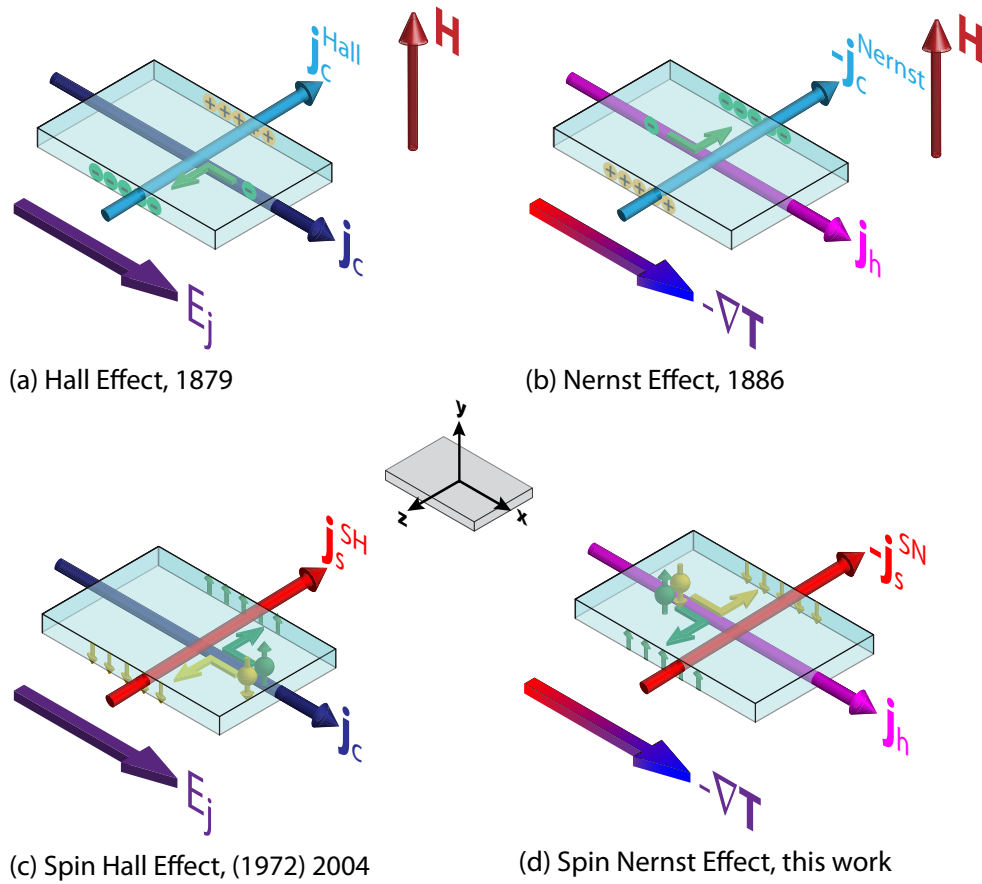 j_c^Hall
H
j_c
E_j
(a) Hall Effect, 1879
-j_c^Nernst
H
j_h
-∇T
(b) Nernst Effect, 1886
y
z
x
j_s^SH
j_c
E_j
(c) Spin Hall Effect, (1972) 2004
-j_s^SN
j_h
-∇T
(d) Spin Nernst Effect, this work